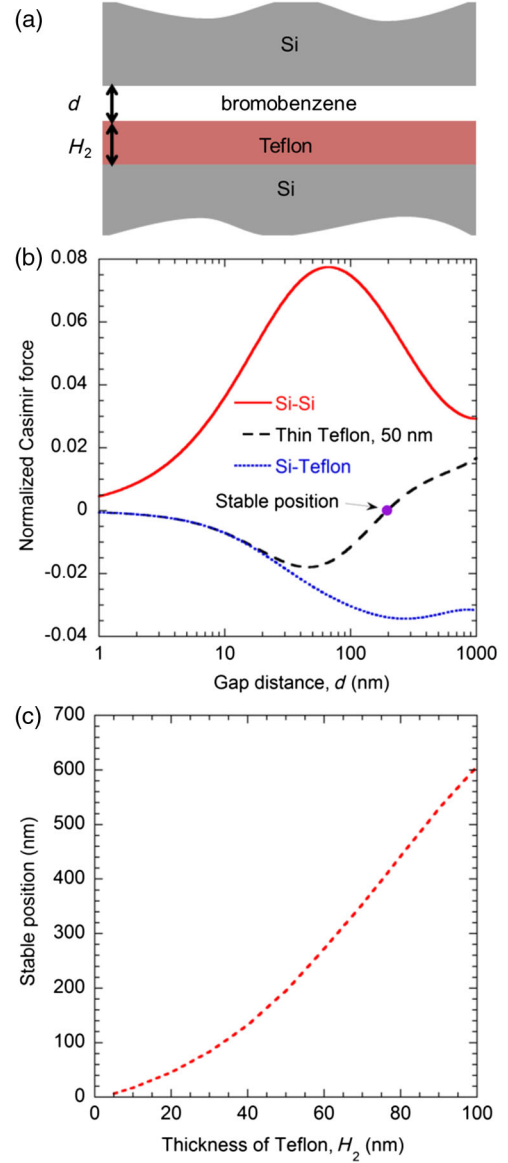 (a)
Si
d
bromobenzene
H₂
Teflon
Si
(b)
0.08
0.06
0.04
0.02
0
-0.02
-0.04
Normalized Casimir force
Si-Si
Thin Teflon, 50 nm
Si-Teflon
Stable position
1
10
100
1000
Gap distance, d (nm)
(c)
700
600
500
400
300
200
100
0
Stable position (nm)
0
20
40
60
80
100
Thickness of Teflon, H₂ (nm)